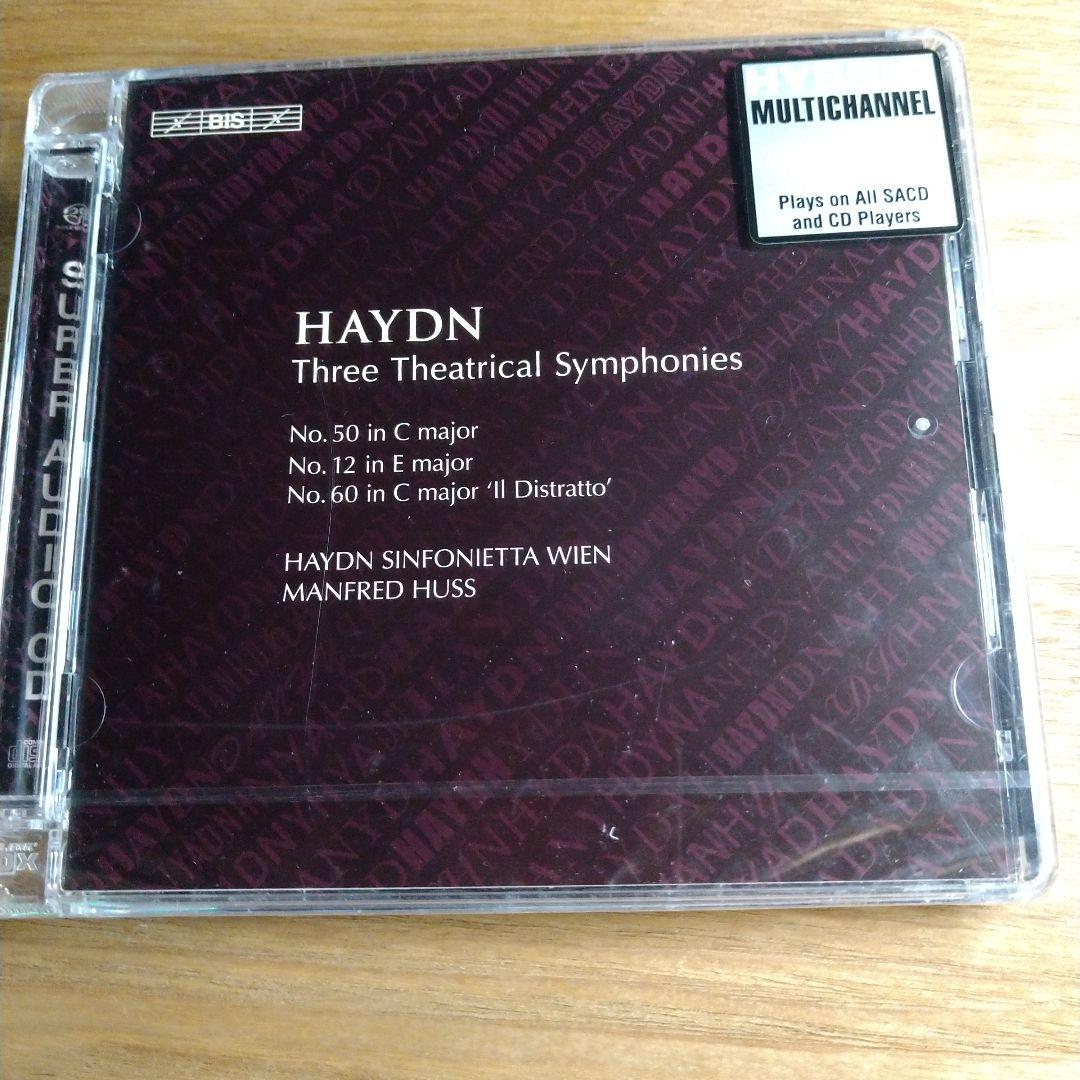 BIS
HYBRID
MULTICHANNEL
Plays on All SACD
and CD Players
SUPER AUDIO CD
HAYDN
Three Theatrical Symphonies
No. 50 in C major
No. 12 in E major
No. 60 in C major ‘Il Distratto’
HAYDN SINFONIETTA WIEN
MANFRED HUSS